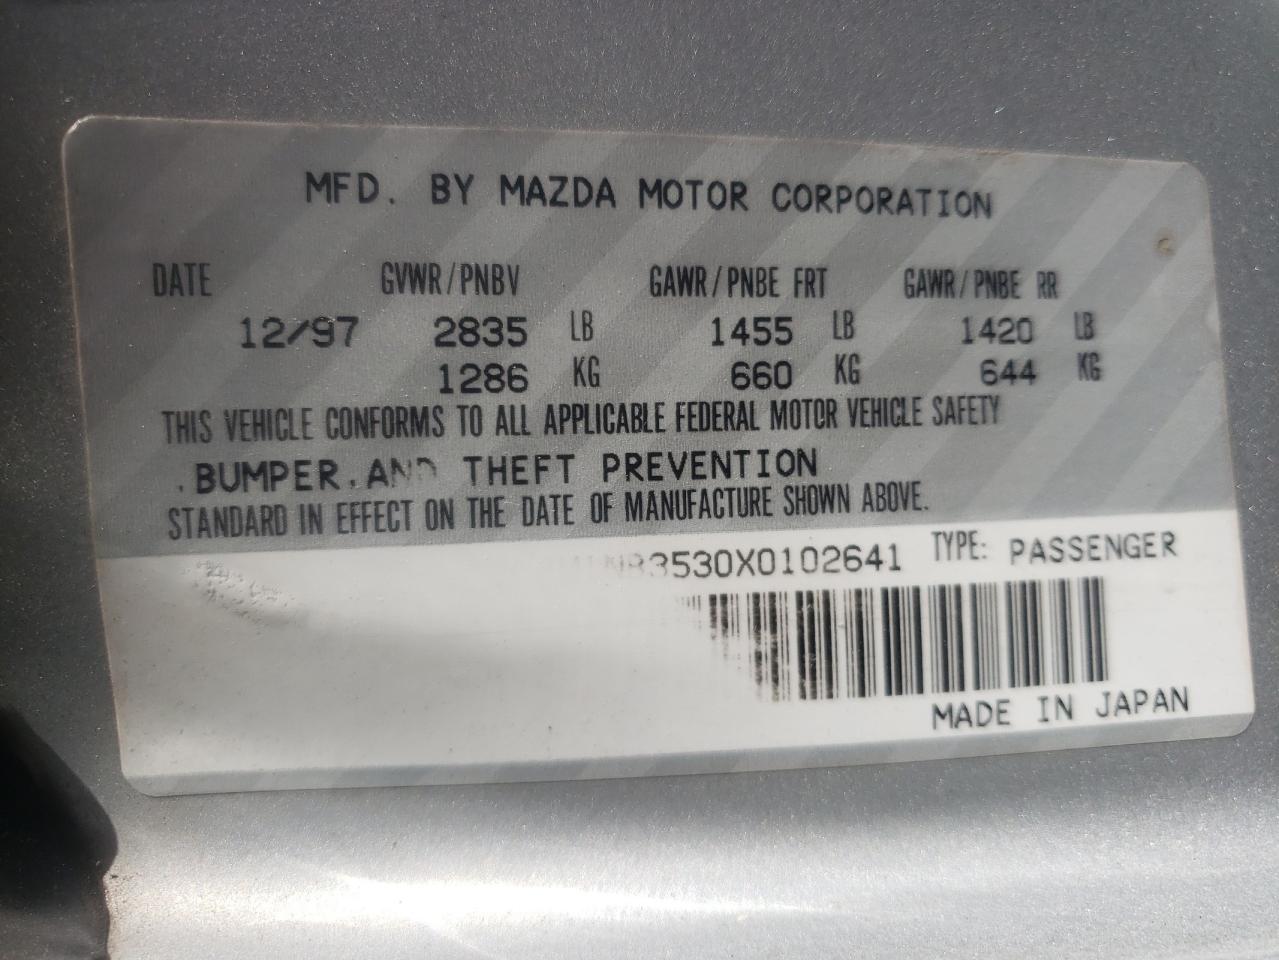 MFD. BY MAZDA MOTOR CORPORATION
DATE GVWR/PNBV GAWR/PNBE FRT GAWR/PNBE RR
12/97 2835 LB 1455 LB 1420 LB
1286 KG 660 KG 644 KG
THIS VEHICLE CONFORMS TO ALL APPLICABLE FEDERAL MOTOR VEHICLE SAFETY
.BUMPER.AND THEFT PREVENTION
STANDARD IN EFFECT ON THE DATE OF MANUFACTURE SHOWN ABOVE.
3530X0102641 TYPE: PASSENGER
MADE IN JAPAN